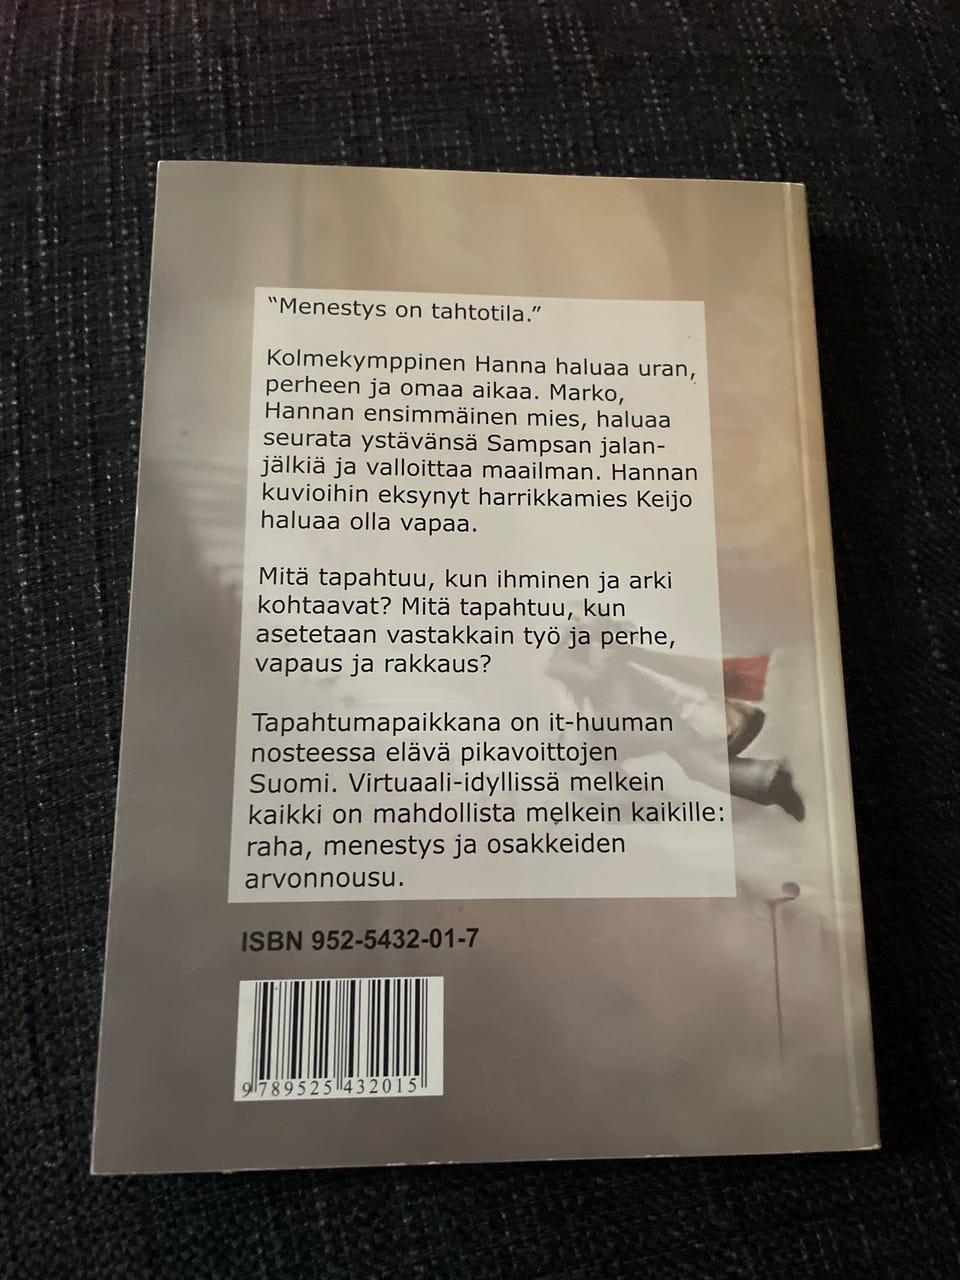 “Menestys on tahtotila.”
Kolmekymppinen Hanna haluaa uran,
perheen ja omaa aikaa. Marko,
Hannan ensimmäinen mies, haluaa
seurata ystävänsä Sampsan jalan-
jälkiä ja valloittaa maailman. Hannan
kuvioihin eksynyt harrikkamies Keijo
haluaa olla vapaa.
Mitä tapahtuu, kun ihminen ja arki
kohtaavat? Mitä tapahtuu, kun
asetetaan vastakkain työ ja perhe,
vapaus ja rakkaus?
Tapahtumapaikkana on it-huuman
nosteessa elävä pikavoittojen
Suomi. Virtuaali-idyllissä melkein
kaikki on mahdollista melkein kaikille:
raha, menestys ja osakkeiden
arvonnousu.
ISBN 952-5432-01-7
9 789525 432015